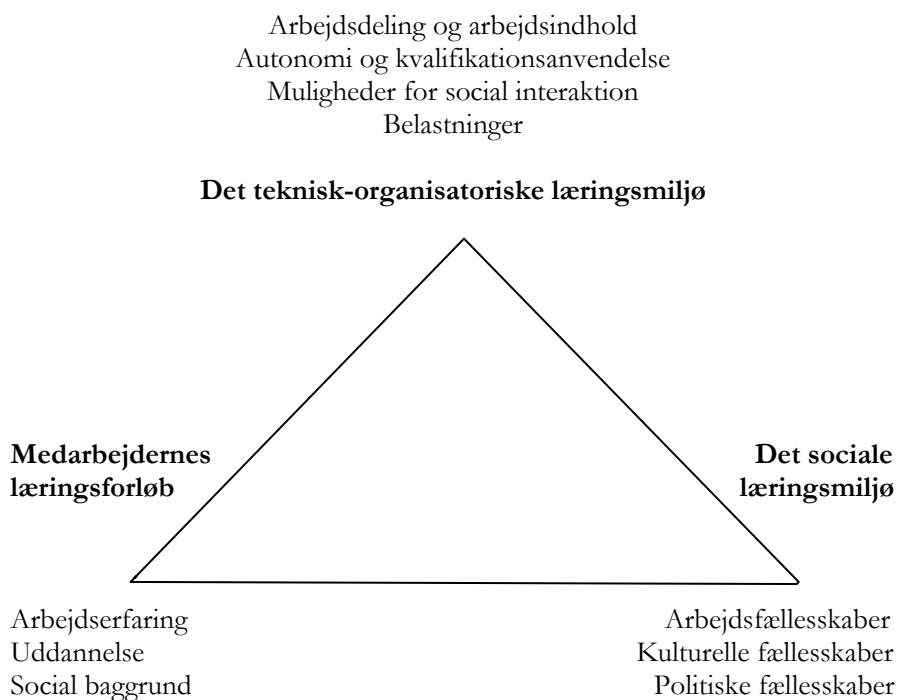 Arbejdsdeling og arbejdsindhold
Autonomi og kvalifikationsanvendelse
Muligheder for social interaktion
Belastninger
Det teknisk-organisatoriske læringsmiljø
Medarbejdernes
læringsforløb
Det sociale
læringsmiljø
Arbejdserfaring
Uddannelse
Social baggrund
Arbejdsfællesskaber
Kulturelle fællesskaber
Politiske fællesskaber